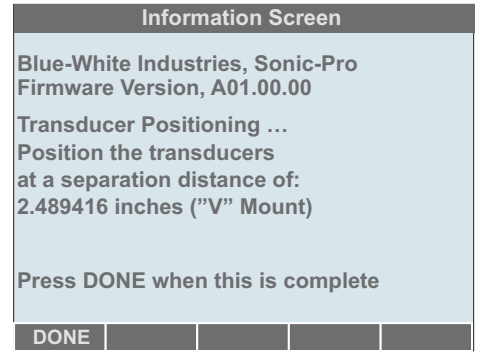 Information Screen
Blue-White Industries, Sonic-Pro
Firmware Version, A01.00.00
Transducer Positioning …
Position the transducers
at a separation distance of:
2.489416 inches (”V” Mount)
Press DONE when this is complete
DONE